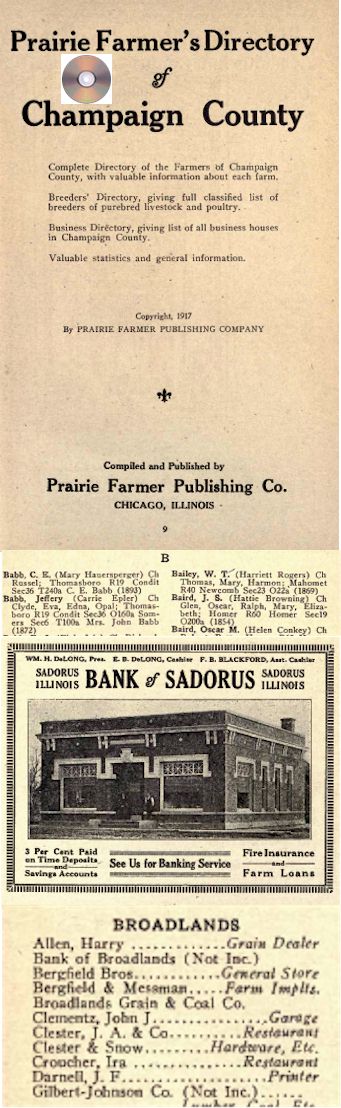 Prairie Farmer's Directory
of
Champaign County
Complete Directory of the Farmers of Champaign
County, with valuable information about each farm.
Breeders' Directory, giving full classified list of
breeders of purebred livestock and poultry.
Business Directory, giving list of all business houses
in Champaign County.
Valuable statistics and general information.
Copyright, 1917
By PRAIRIE FARMER PUBLISHING COMPANY
Compiled and Published by
Prairie Farmer Publishing Co.
CHICAGO, ILLINOIS
9
B
Babb, C. E. (Mary Hauersperger) Ch
Russel; Thomasboro R19 Condit
Sec36 T240a C. E. Babb (1893)
Babb, Jeffery (Carrie Epler) Ch
Clyde, Eva, Edna, Opal; Thomas-
boro R19 Condit Sec36 O160a Som-
ers Sec6 T100a Mrs. John Babb
(1872)
Bailey, W. T. (Harriett Rogers) Ch
Thomas, Mary, Harmon; Mahomet
R40 Newcomb Sec23 O22a (1869)
Baird, J. S. (Hattie Browning) Ch
Glen, Oscar, Ralph, Mary, Eliza-
beth; Homer R60 Homer Sec19
O200a (1854)
Baird, Oscar M. (Helen Conkey) Ch
WM. H. DeLONG, Pres. E. B. DeLONG, Cashier F. B. BLACKFORD, Asst. Cashier
SADORUS ILLINOIS BANK of SADORUS SADORUS ILLINOIS
3 Per Cent Paid
on Time Deposits
and
Savings Accounts
See Us for Banking Service
Fire Insurance
and
Farm Loans
BROADLANDS
Allen, Harry ............Grain Dealer
Bank of Broadlands (Not Inc.)
Bergfield Bros............General Store
Bergfield & Messman.....Farm Implts.
Broadlands Grain & Coal Co.
Clementz, John J................Garage
Clester, J. A. & Co..........Restaurant
Clester & Snow.........Hardware, Etc.
Croucher, Ira ..............Restaurant
Darnell, J. F...................Printer
Gilbert-Johnson Co. (Not Inc.)......
Lumber, Coal, Etc.